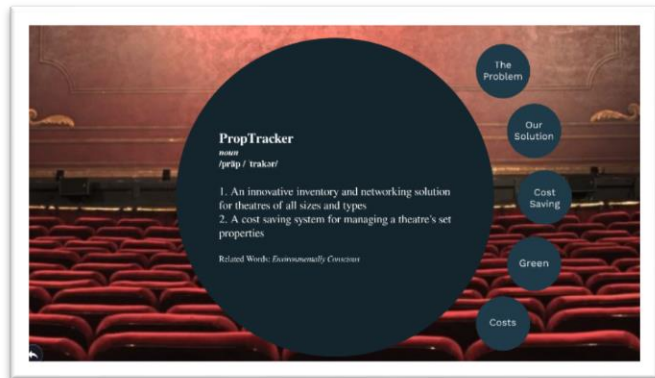 PropTracker
noun
/präp / ˈtrakər/
1. An innovative inventory and networking solution
for theatres of all sizes and types
2. A cost saving system for managing a theatre's set
properties
Related Words: Environmentally Conscious
The
Problem
Our
Solution
Cost
Saving
Green
Costs